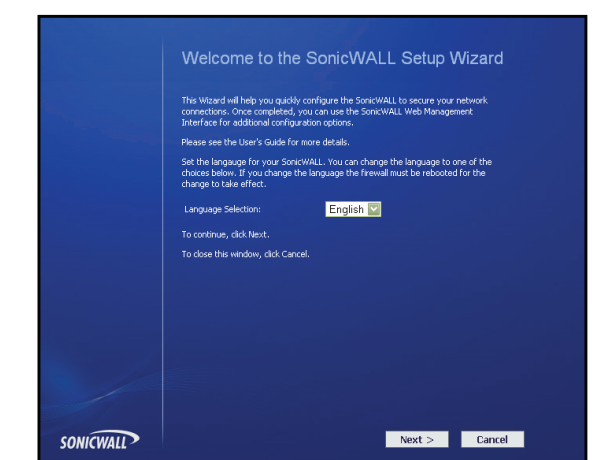 Welcome to the SonicWALL Setup Wizard
This Wizard will help you quickly configure the SonicWALL to secure your network
connections. Once completed, you can use the SonicWALL Web Management
Interface for additional configuration options.
Please see the User's Guide for more details.
Set the langauge for your SonicWALL. You can change the language to one of the
choices below. If you change the language the firewall must be rebooted for the
change to take effect.
Language Selection: English
To continue, click Next.
To close this window, click Cancel.
SONICWALL
Next > Cancel